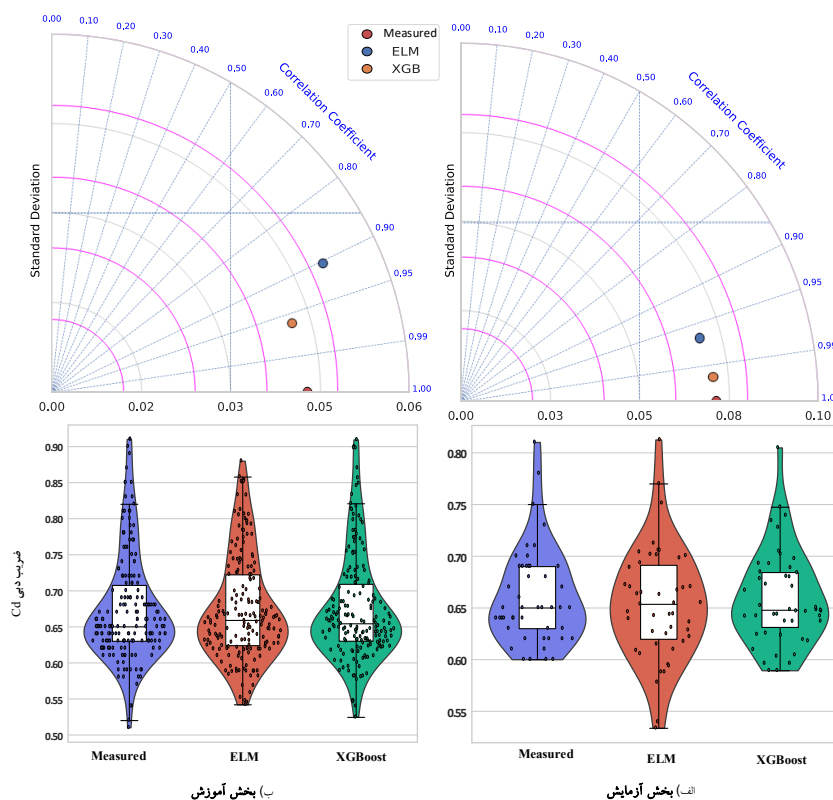 0.00
0.10
0.20
0.30
0.40
0.50
0.60
0.70
0.80
0.90
0.95
0.99
1.00
Correlation Coefficient
Standard Deviation
0.00 0.02 0.03 0.05 0.06
Measured
ELM
XGB
0.00
0.10
0.20
0.30
0.40
0.50
0.60
0.70
0.80
0.90
0.95
0.99
1.0
Correlation Coefficient
Standard Deviation
0.00 0.03 0.05 0.08 0.10
ضریب دبی Cd
0.90
0.85
0.80
0.75
0.70
0.65
0.60
0.55
0.50
Measured ELM XGBoost
ب) بخش آموزش
0.80
0.75
0.70
0.65
0.60
0.55
Measured ELM XGBoost
الف) بخش آزمایش